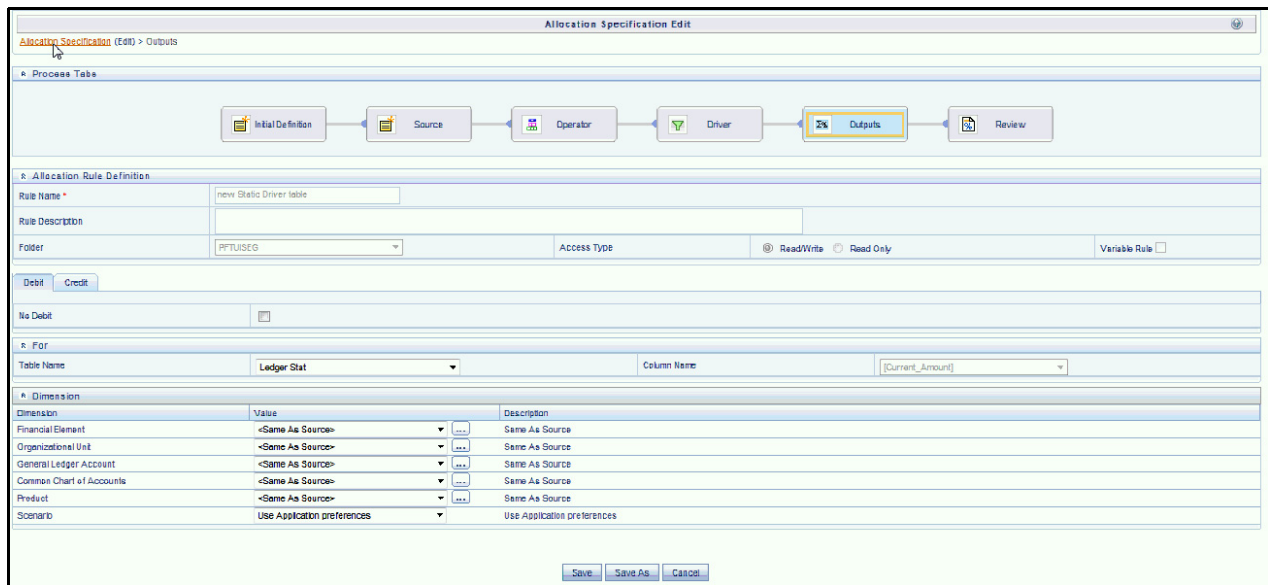 Allocation Specification Edit
Allocation Specification (Edit) > Outputs
Process Tabs
Initial Definition
Source
Operator
Driver
Σ% Outputs
Review
Allocation Rule Definition
Rule Name * new Static Driver table
Rule Description
Folder PFTUISEG Access Type Read/Write Read Only Variable Rule
Debit Credit
No Debit
For
Table Name Ledger Stat Column Name [Current_Amount]
Dimension
Dimension Value Description
Financial Element <Same As Source> ... Same As Source
Organizational Unit <Same As Source> ... Same As Source
General Ledger Account <Same As Source> ... Same As Source
Common Chart of Accounts <Same As Source> ... Same As Source
Product <Same As Source> ... Same As Source
Scenario Use Application preferences Use Application preferences
Save Save As Cancel